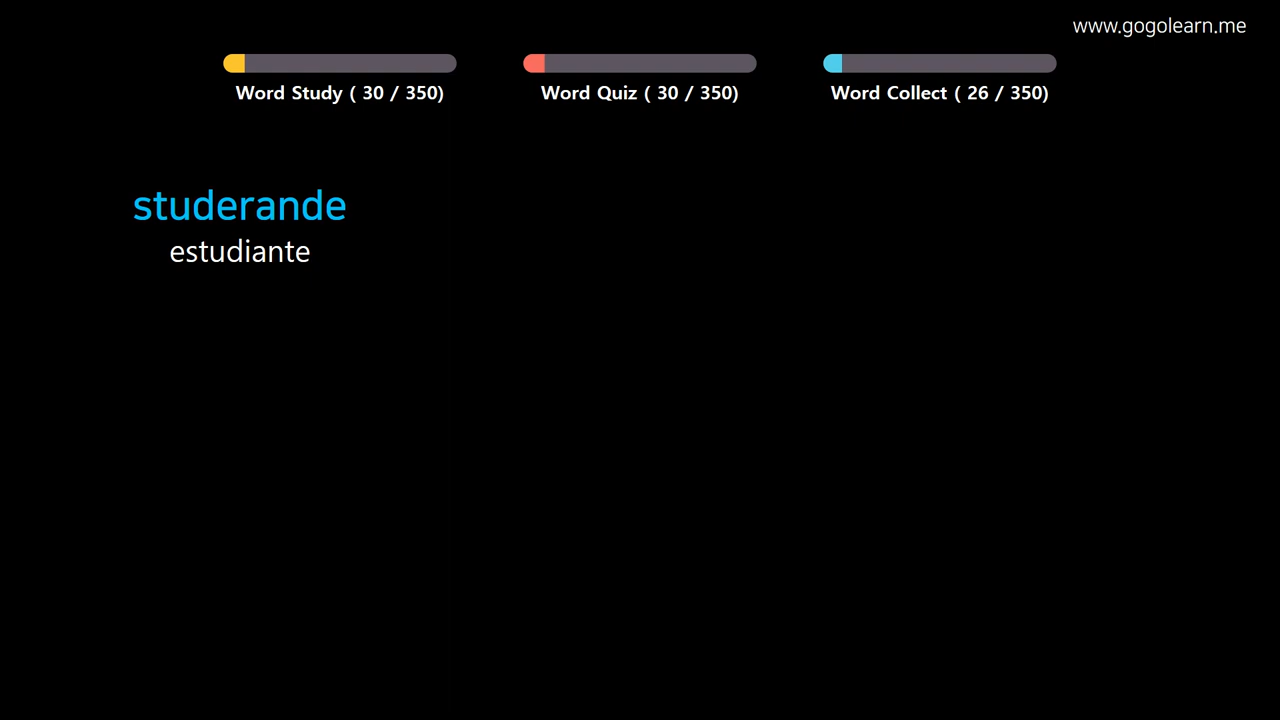 www.gogolearn.me
Word Study ( 30 / 350)
Word Quiz ( 30 / 350)
Word Collect ( 26 / 350)
studerande
estudiante